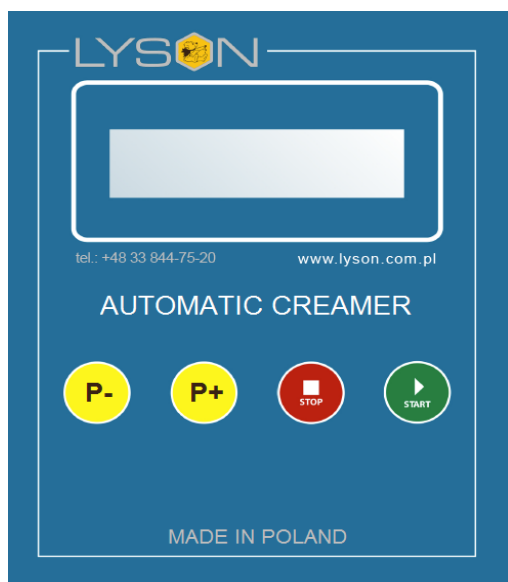 LYSON
tel.: +48 33 844-75-20 www.lyson.com.pl
AUTOMATIC CREAMER
P- P+ STOP START
MADE IN POLAND